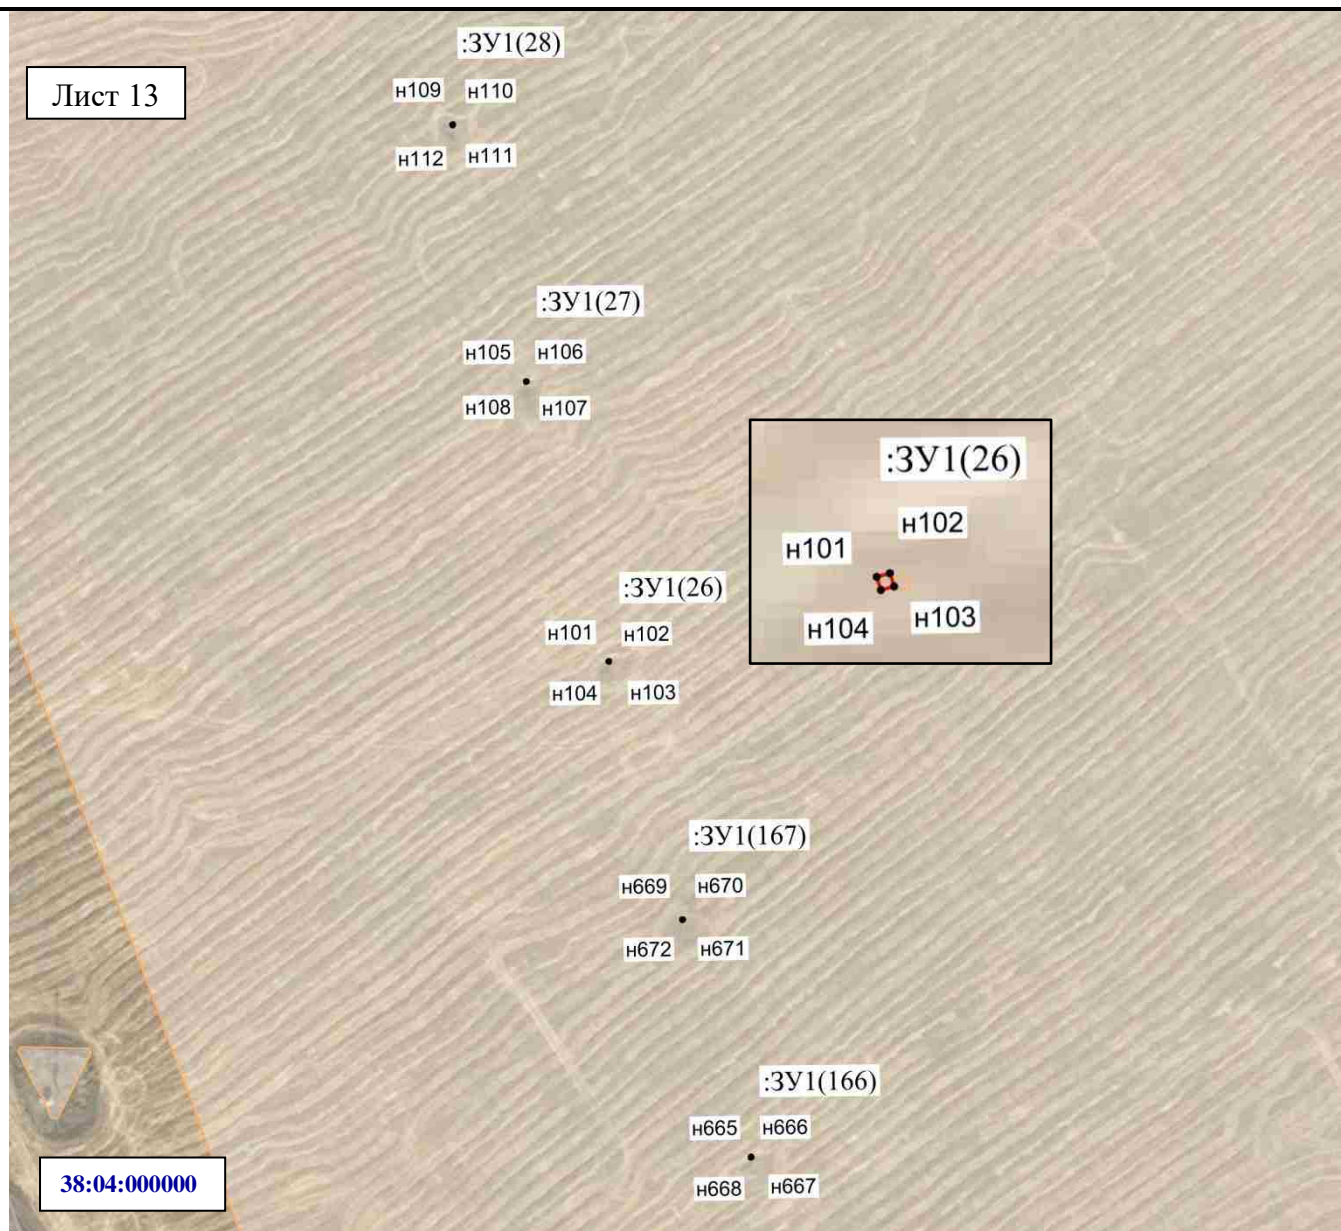 :ЗУ1(28)
Лист 13
н109 н110
н112 н111
:ЗУ1(27)
н105 н106
н108 н107
:ЗУ1(26)
н102
н101
н103
н104
:ЗУ1(26)
н101 н102
н104 н103
:ЗУ1(167)
н669 н670
н672 н671
:ЗУ1(166)
н665 н666
н668 н667
38:04:000000